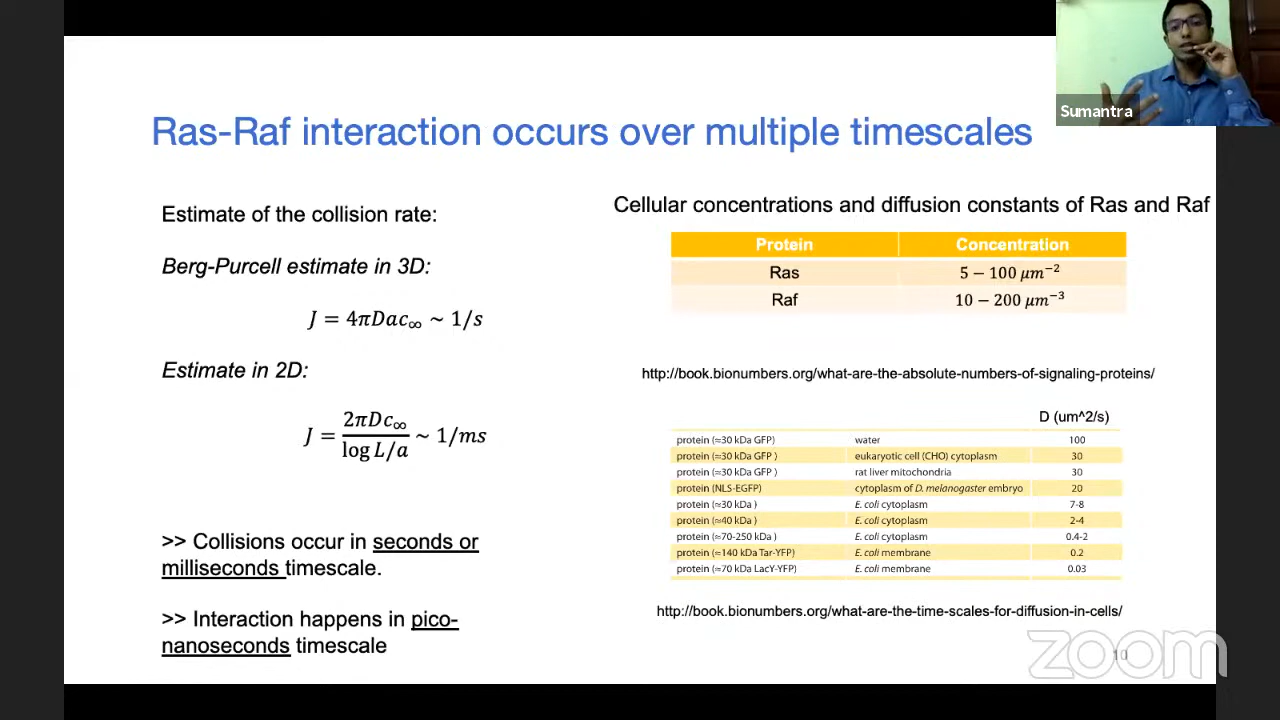 Sumantra
Ras-Raf interaction occurs over multiple timescales
Estimate of the collision rate:
Berg-Purcell estimate in 3D:
J = 4πDac∞ ~ 1/s
Estimate in 2D:
J = 2πDc∞ / log L/a ~ 1/ms
>> Collisions occur in seconds or
milliseconds timescale.
>> Interaction happens in pico-
nanoseconds timescale
Cellular concentrations and diffusion constants of Ras and Raf
Protein Concentration
Ras 5 − 100 μm⁻²
Raf 10 − 200 μm⁻³
http://book.bionumbers.org/what-are-the-absolute-numbers-of-signaling-proteins/
D (um^2/s)
protein (≈30 kDa GFP) water 100
protein (≈30 kDa GFP ) eukaryotic cell (CHO) cytoplasm 30
protein (≈30 kDa GFP ) rat liver mitochondria 30
protein (NLS-EGFP) cytoplasm of D. melanogaster embryo 20
protein (≈30 kDa ) E. coli cytoplasm 7-8
protein (≈40 kDa ) E. coli cytoplasm 2-4
protein (≈70-250 kDa ) E. coli cytoplasm 0.4-2
protein (≈140 kDa Tar-YFP) E. coli membrane 0.2
protein (≈70 kDa LacY-YFP) E. coli membrane 0.03
http://book.bionumbers.org/what-are-the-time-scales-for-diffusion-in-cells/
zoom
10